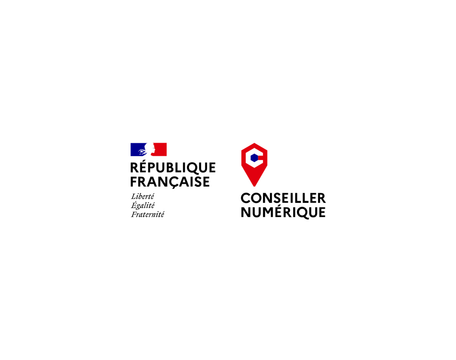 RÉPUBLIQUE
FRANÇAISE
Liberté
Égalité
Fraternité
CONSEILLER
NUMÉRIQUE